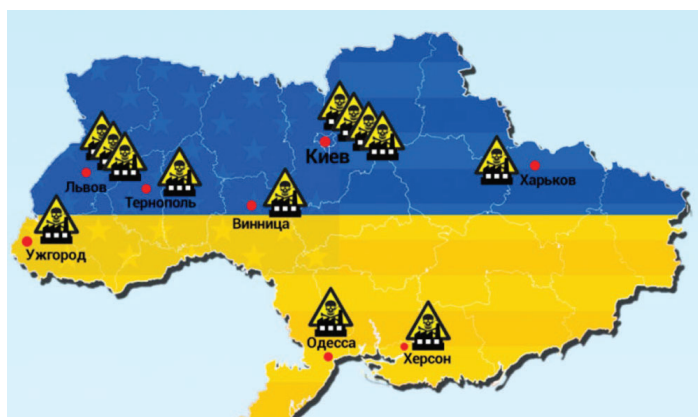 Киев
Харьков
Львов
Тернополь
Винница
Ужгород
Одесса
Херсон